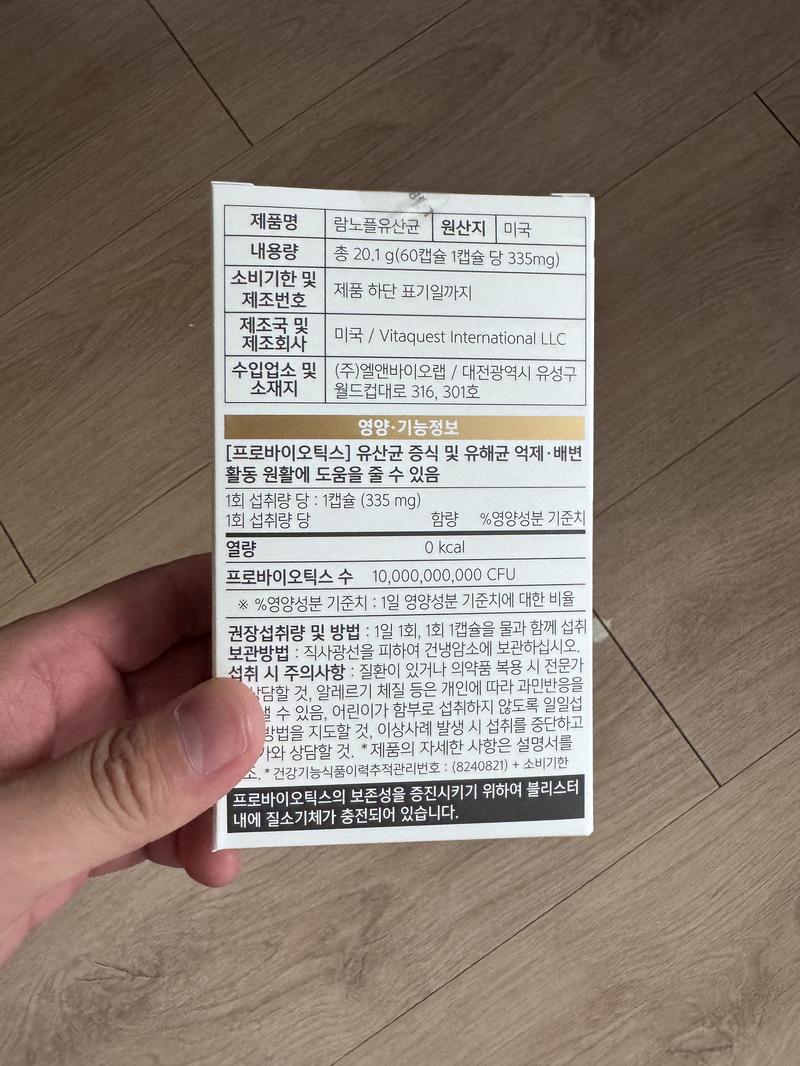 제품명 람노플유산균 원산지 미국
내용량 총 20.1 g(60캡슐 1캡슐 당 335mg)
소비기한 및
제조번호 제품 하단 표기일까지
제조국 및
제조회사 미국 / Vitaquest International LLC
수입업소 및 (주)엘앤바이오랩 / 대전광역시 유성구
소재지 월드컵대로 316, 301호
영양·기능정보
[프로바이오틱스] 유산균 증식 및 유해균 억제·배변
활동 원활에 도움을 줄 수 있음
1회 섭취량 당 : 1캡슐 (335 mg)
1회 섭취량 당 함량 %영양성분 기준치
열량 0 kcal
프로바이오틱스 수 10,000,000,000 CFU
※ %영양성분 기준치 : 1일 영양성분 기준치에 대한 비율
권장섭취량 및 방법 : 1일 1회, 1회 1캡슐을 물과 함께 섭취
보관방법 : 직사광선을 피하여 건냉암소에 보관하십시오.
섭취 시 주의사항 : 질환이 있거나 의약품 복용 시 전문가
상담할 것, 알레르기 체질 등은 개인에 따라 과민반응을
수 있음, 어린이가 함부로 섭취하지 않도록 일일섭
방법을 지도할 것, 이상사례 발생 시 섭취를 중단하고
상담할 것. *제품의 자세한 사항은 설명서를
* 건강기능식품이력추적관리번호 : (8240821) + 소비기한
프로바이오틱스의 보존성을 증진시키기 위하여 블리스터
내에 질소기체가 충전되어 있습니다.